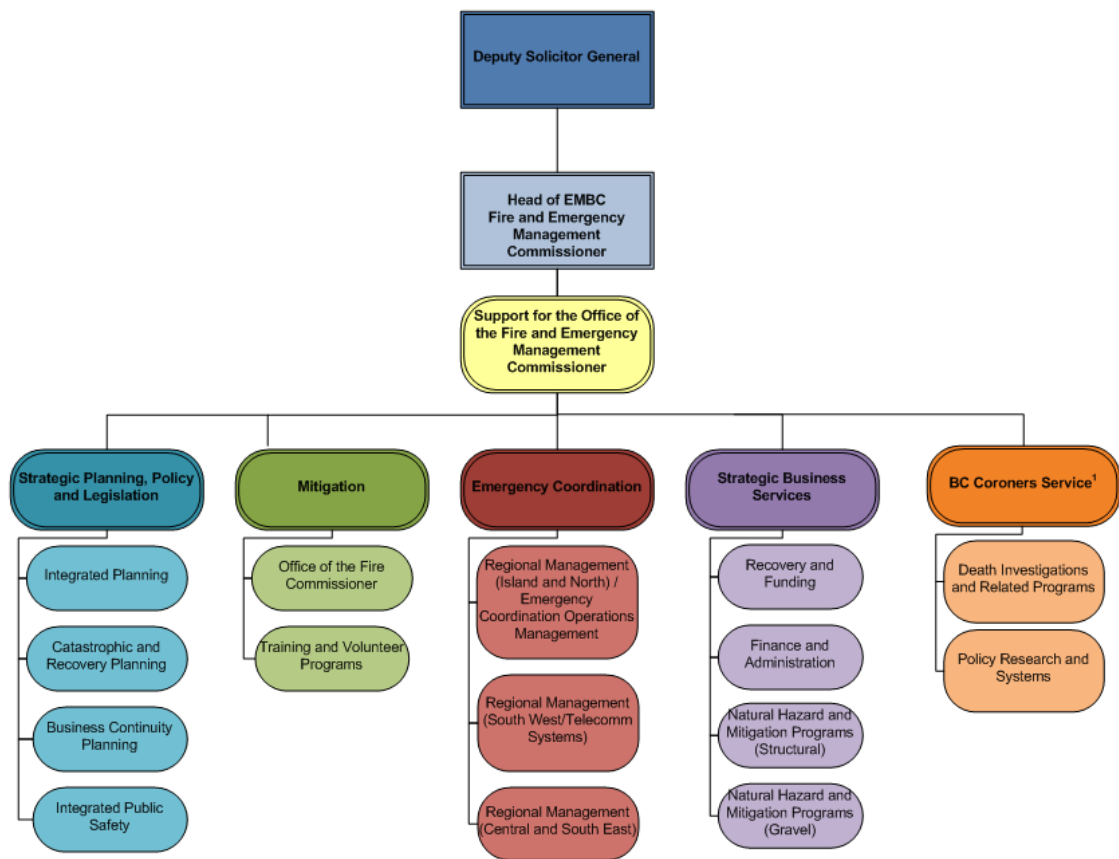 Deputy Solicitor General
Head of EMBC
Fire and Emergency
Management
Commissioner
Support for the Office of
the Fire and Emergency
Management
Commissioner
Strategic Planning, Policy
and Legislation
Mitigation
Emergency Coordination
Strategic Business
Services
BC Coroners Service¹
Integrated Planning
Catastrophic and
Recovery Planning
Business Continuity
Planning
Integrated Public
Safety
Office of the Fire
Commissioner
Training and Volunteer
Programs
Regional Management
(Island and North) /
Emergency
Coordination Operations
Management
Regional Management
(South West/Telecomm
Systems)
Regional Management
(Central and South East)
Recovery and
Funding
Finance and
Administration
Natural Hazard and
Mitigation Programs
(Structural)
Natural Hazard and
Mitigation Programs
(Gravel)
Death Investigations
and Related Programs
Policy Research and
Systems